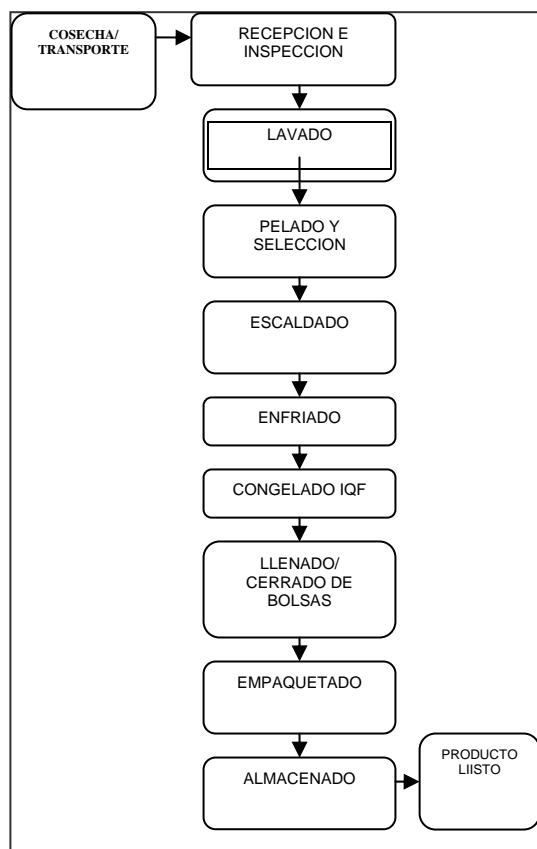 COSECHA/
TRANSPORTE
RECEPCION E
INSPECCION
LAVADO
PELADO Y
SELECCION
ESCALDADO
ENFRIADO
CONGELADO IQF
LLENADO/
CERRADO DE
BOLSAS
EMPAQUETADO
ALMACENADO
PRODUCTO
LIISTO